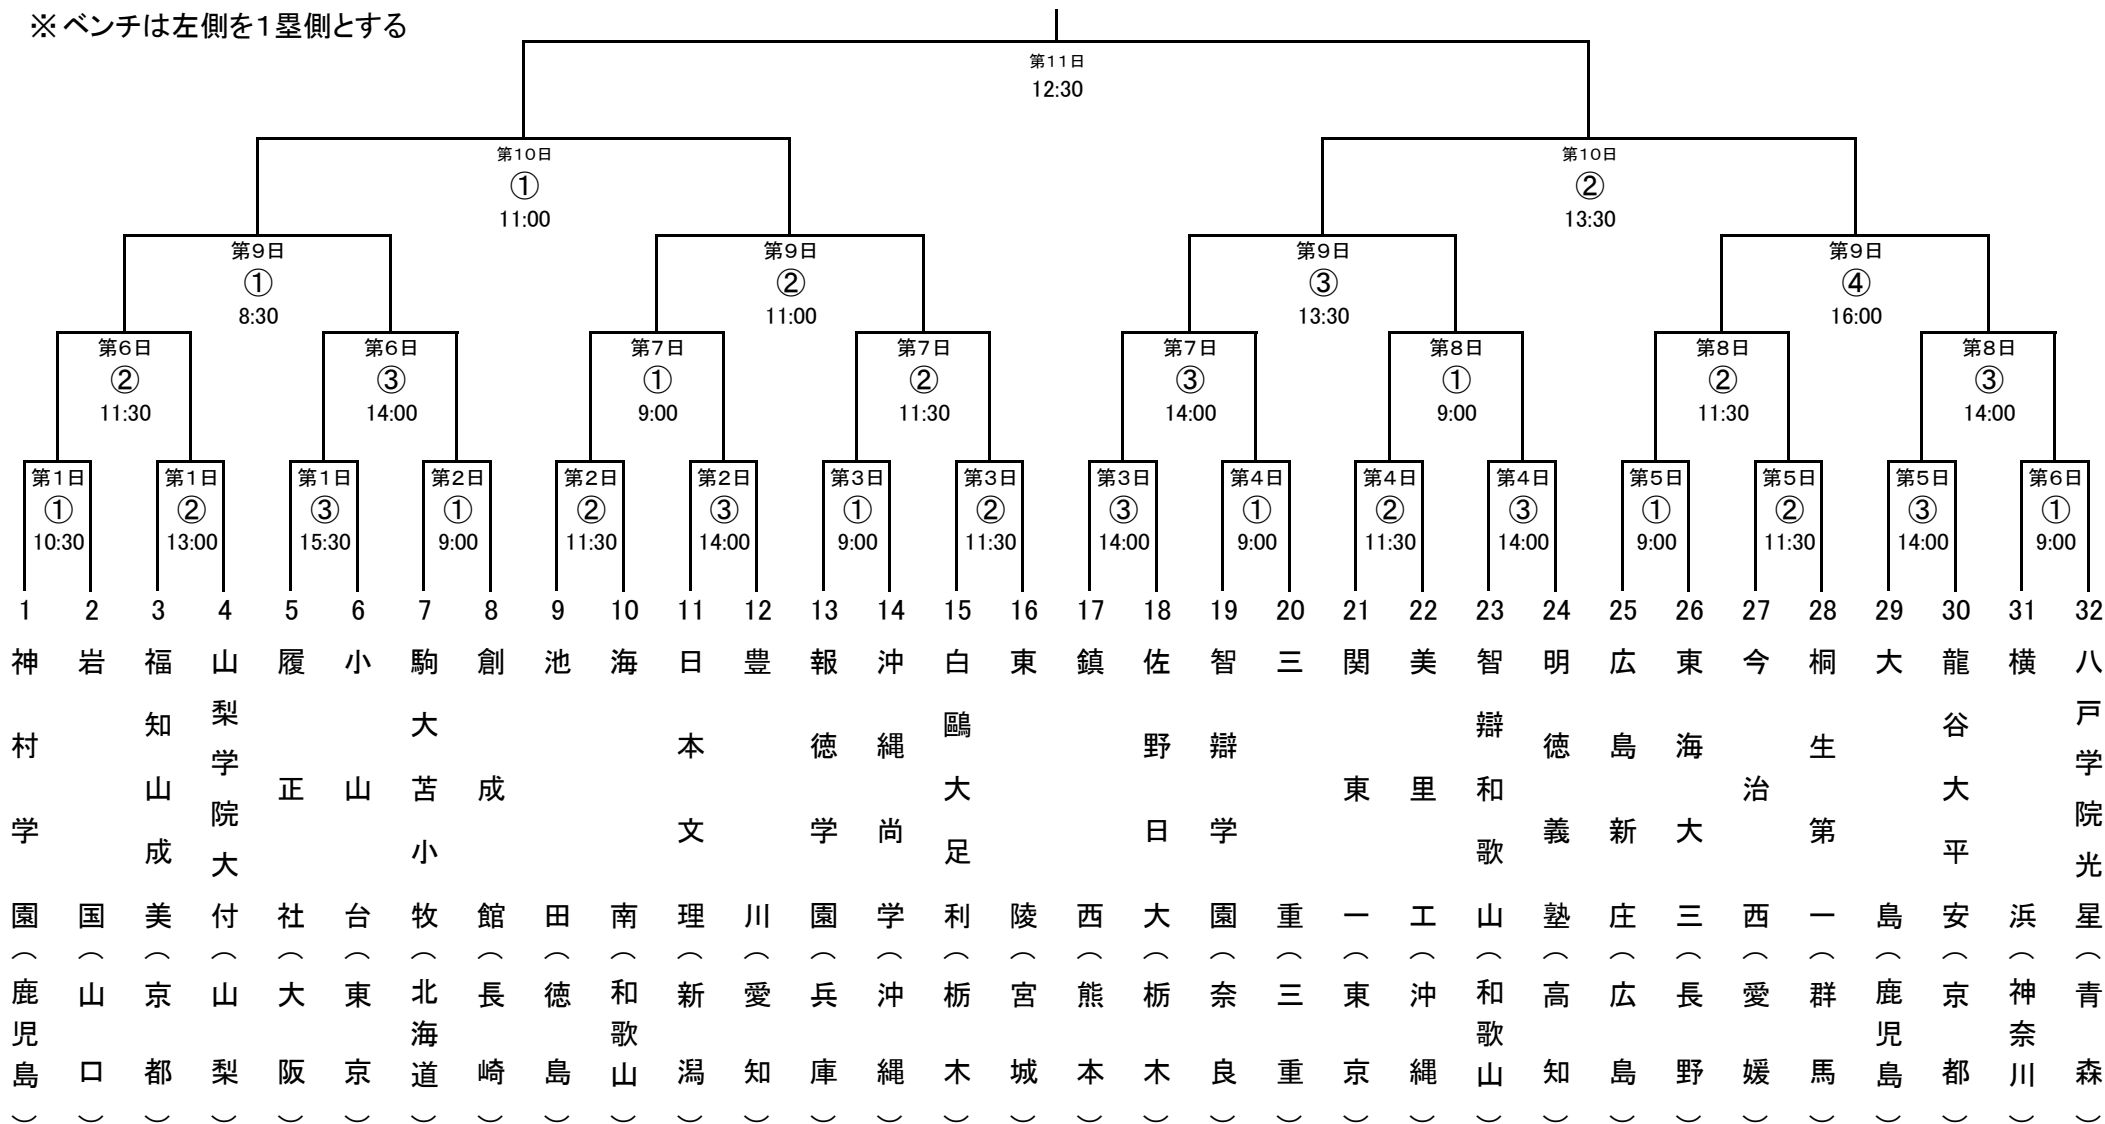 ※ ベンチは左側を1塁側とする
第11日
12:30
第10日
①
11:00
第10日
②
13:30
第9日
①
8:30
第9日
②
11:00
第9日
③
13:30
第9日
④
16:00
第6日
②
11:30
第6日
③
14:00
第7日
①
9:00
第7日
②
11:30
第7日
③
14:00
第8日
①
9:00
第8日
②
11:30
第8日
③
14:00
第1日
①
10:30
第1日
②
13:00
第1日
③
15:30
第2日
①
9:00
第2日
②
11:30
第2日
③
14:00
第3日
①
9:00
第3日
②
11:30
第3日
③
14:00
第4日
①
9:00
第4日
②
11:30
第4日
③
14:00
第5日
①
9:00
第5日
②
11:30
第5日
③
14:00
第6日
①
9:00
1 神村学園(鹿児島)
2 岩国(山口)
3 福知山成美(京都)
4 山梨学院大付(山梨)
5 履正社(大阪)
6 小山台(東京)
7 駒大苫小牧(北海道)
8 創成館(長崎)
9 池田(徳島)
10 海南(和歌山)
11 日本文理(新潟)
12 豊川(愛知)
13 報徳学園(兵庫)
14 沖縄尚学(沖縄)
15 白鷗大足利(栃木)
16 東陵(宮城)
17 鎮西(熊本)
18 佐野日大(栃木)
19 智辯学園(奈良)
20 三重(三重)
21 関東一(東京)
22 美里工(沖縄)
23 智辯和歌山(和歌山)
24 明徳義塾(高知)
25 広島新庄(広島)
26 東海大三(長野)
27 今治西(愛媛)
28 桐生第一(群馬)
29 大島(鹿児島)
30 龍谷大平安(京都)
31 横浜(神奈川)
32 八戸学院光星(青森)